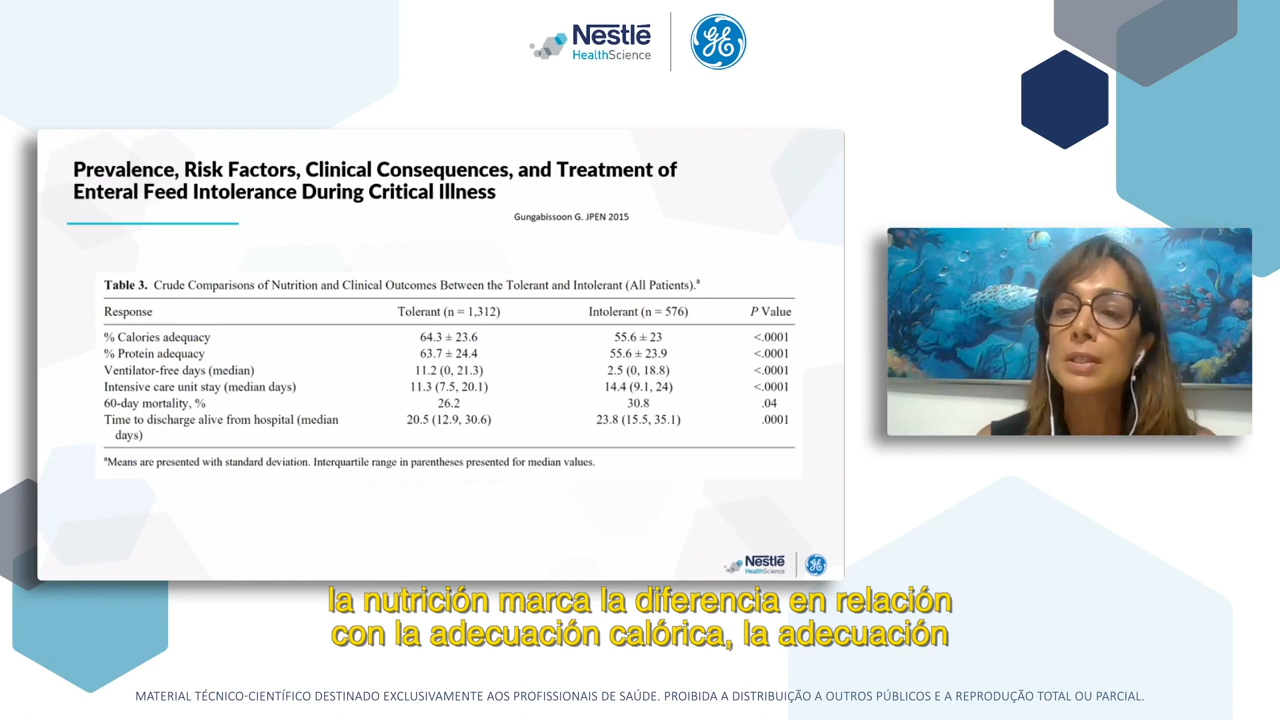 Nestlé
HealthScience
GE
Prevalence, Risk Factors, Clinical Consequences, and Treatment of
Enteral Feed Intolerance During Critical Illness
Gungabissoon G. JPEN 2015
Table 3. Crude Comparisons of Nutrition and Clinical Outcomes Between the Tolerant and Intolerant (All Patients).ª
Response Tolerant (n = 1,312) Intolerant (n = 576) P Value
% Calories adequacy 64.3 ± 23.6 55.6 ± 23 <.0001
% Protein adequacy 63.7 ± 24.4 55.6 ± 23.9 <.0001
Ventilator-free days (median) 11.2 (0, 21.3) 2.5 (0, 18.8) <.0001
Intensive care unit stay (median days) 11.3 (7.5, 20.1) 14.4 (9.1, 24) <.0001
60-day mortality, % 26.2 30.8 .04
Time to discharge alive from hospital (median 20.5 (12.9, 30.6) 23.8 (15.5, 35.1) .0001
days)
ªMeans are presented with standard deviation. Interquartile range in parentheses presented for median values.
Nestlé
HealthScience
GE
la nutrición marca la diferencia en relación
con la adecuación calórica, la adecuación
MATERIAL TÉCNICO-CIENTÍFICO DESTINADO EXCLUSIVAMENTE AOS PROFISSIONAIS DE SAÚDE. PROIBIDA A DISTRIBUIÇÃO A OUTROS PÚBLICOS E A REPRODUÇÃO TOTAL OU PARCIAL.